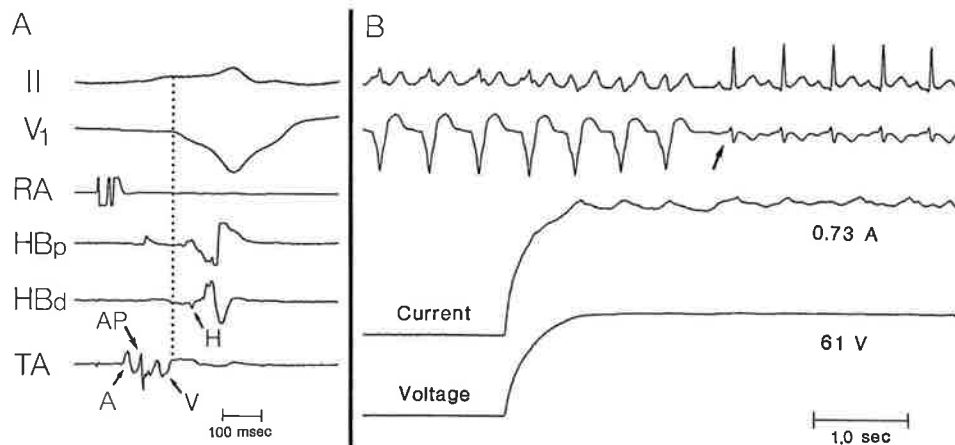 A
II
V1
RA
HBp
HBd
H
AP
TA
A
V
100 msec
B
0.73 A
Current
61 V
Voltage
1.0 sec